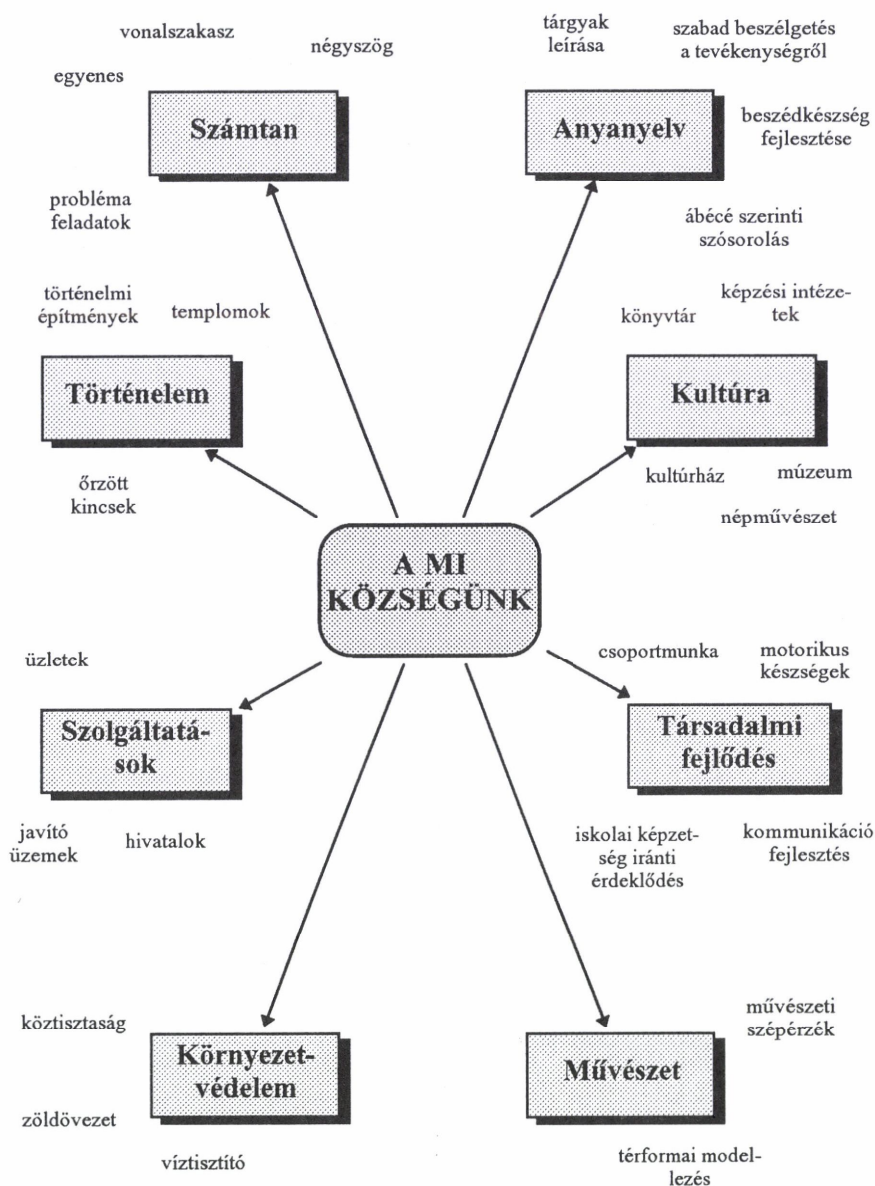 vonalszakasz
négyszög
egyenes
Számtan
probléma
feladatok
tárgyak
leírása
szabad beszélgetés
a tevékenységről
Anyanyelv
beszédkészség
fejlesztése
ábécé szerinti
szósorolás
történelmi
építmények
templomok
Történelem
őrzött
kincsek
könyvtár
képzési intéze-
tek
Kultúra
kultúrház
múzeum
népművészet
A MI
KÖZSÉGÜNK
üzletek
Szolgáltatá-
sok
javító
üzemek
hivatalok
csoportmunka
motorikus
készségek
Társadalmi
fejlődés
iskolai képzet-
ség iránti
érdeklődés
kommunikáció
fejlesztés
köztisztaság
Környezet-
védelem
zöldövezet
víztisztító
művészeti
szépérzék
Művészet
térformai model-
lezés